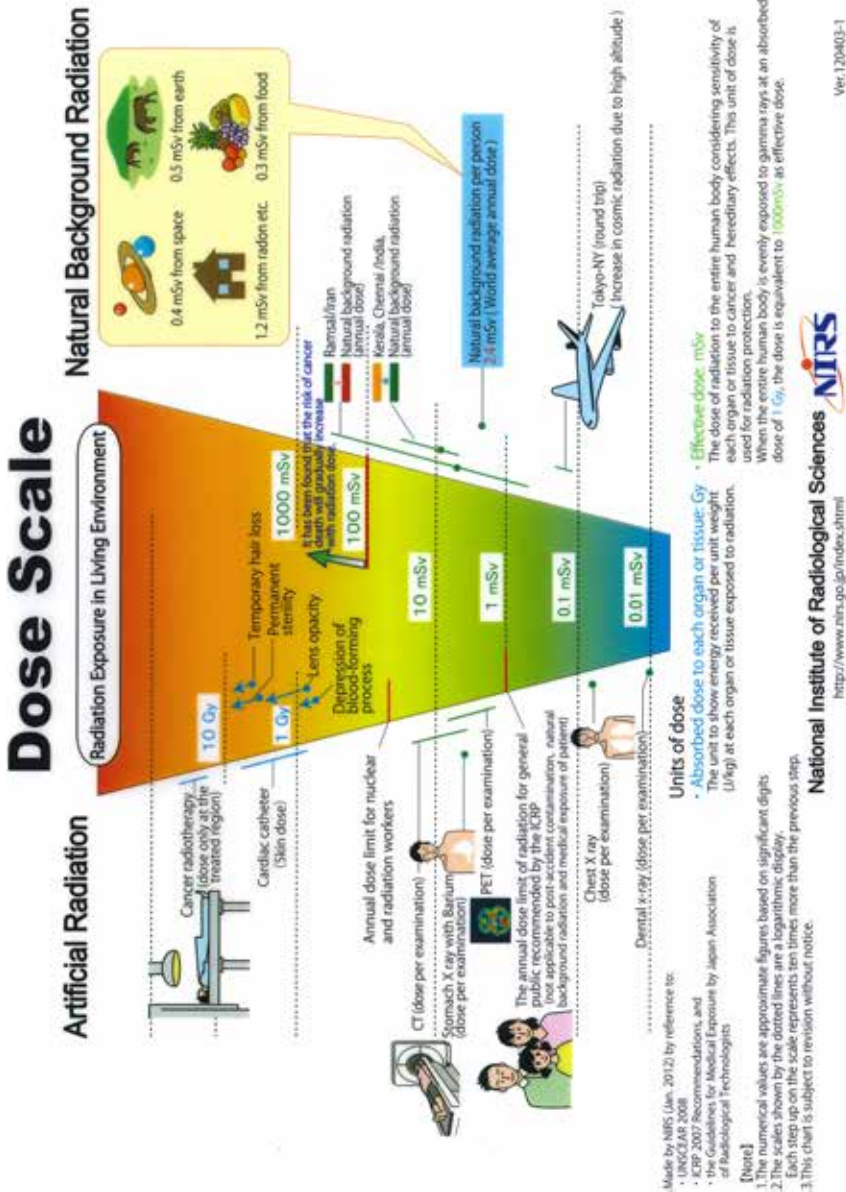 Dose Scale
Artificial Radiation
Radiation Exposure in Living Environment
Natural Background Radiation
0.4 mSv from space
0.5 mSv from earth
1.2 mSv from radon etc.
0.3 mSv from food
Cancer radiotherapy
(dose only at the
treated region)
Cardiac catheter
(Skin dose)
10 Gy
1 Gy
Temporary hair loss
Permanent
sterility
Lens opacity
Depression of
blood-forming
process
1000 mSv
It has been found that the risk of cancer
death will gradually increase
with radiation dose.
100 mSv
Ramsal/Iran
Natural background radiation
(annual dose)
Kerala, Chennai /India,
Natural background radiation
(annual dose)
Annual dose limit for nuclear
and radiation workers
CT (dose per examination)
10 mSv
Natural background radiation per person
2.4 mSv ( World average annual dose )
Stomach X ray with Barium
(dose per examination)
PET (dose per examination)
1 mSv
The annual dose limit of radiation for general
public recommended by the ICRP
(not applicable to post-accident contamination, natural
background radiation and medical exposure of patient)
0.1 mSv
Tokyo-NY (round trip)
( Increase in cosmic radiation due to high altitude )
Chest X ray
(dose per examination)
0.01 mSv
Dental x-ray (dose per examination)
Made by NIRS (Jan. 2012) by reference to:
・UNSCEAR 2008
・ICRP 2007 Recommendations, and
・the Guidelines for Medical Exposure by Japan Association
of Radiological Technologists
【Note】
1.The numerical values are approximate figures based on significant digits
2.The scales shown by the dotted lines are a logarithmic display.
Each step up on the scale represents ten times more than the previous step.
3.This chart is subject to revision without notice.
Units of dose
・Absorbed dose to each organ or tissue: Gy
The unit to show energy received per unit weight
(J/kg) at each organ or tissue exposed to radiation.
・Effective dose: mSv
The dose of radiation to the entire human body considering sensitivity of
each organ or tissue to cancer and hereditary effects. This unit of dose is
used for radiation protection.
When the entire human body is evenly exposed to gamma rays at an absorbed
dose of 1 Gy, the dose is equivalent to 1000mSv as effective dose.
National Institute of Radiological Sciences
NIRS
http://www.nirs.go.jp/index.shtml
Ver.120403-1